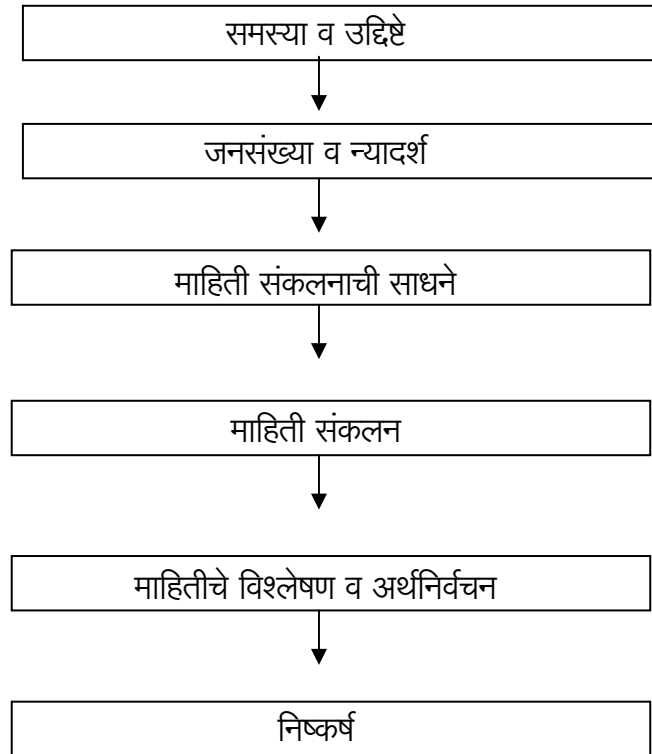 समस्या व उद्दिष्टे
जनसंख्या व न्यादर्श
माहिती संकलनाची साधने
माहिती संकलन
माहितीचे विश्लेषण व अर्थनिर्वचन
निष्कर्ष